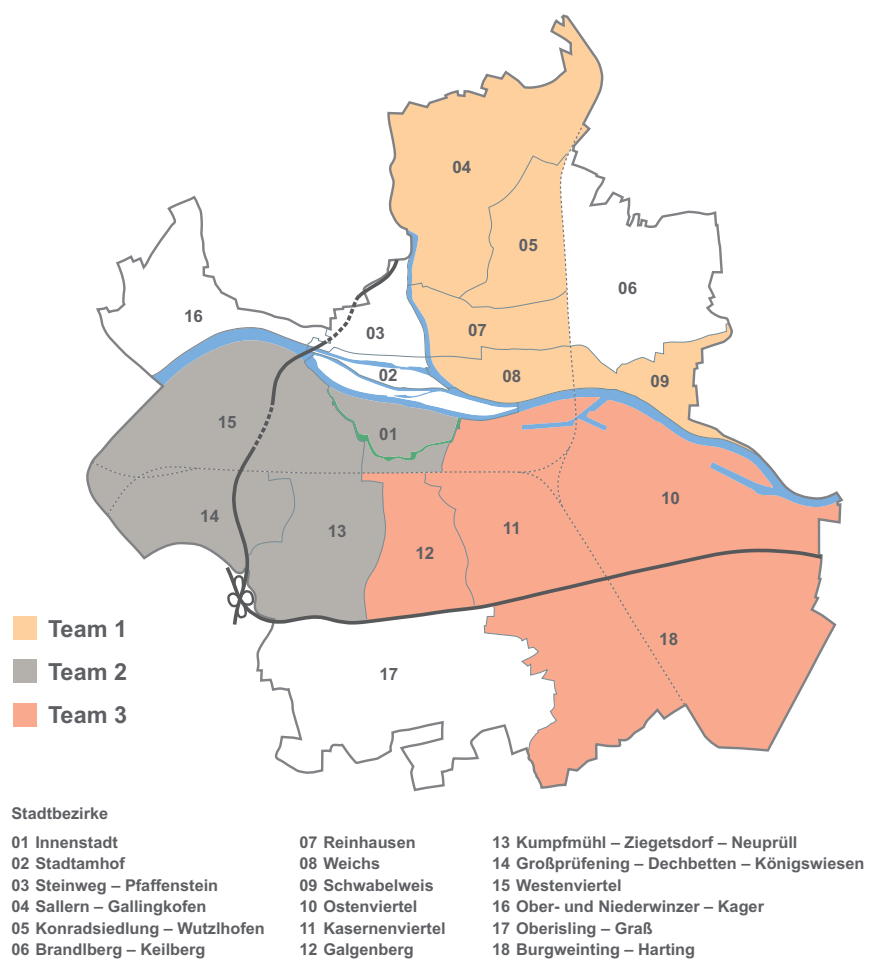 04
05
06
16
03
07
02
08
09
15
01
10
14
13
11
12
18
17
Team 1
Team 2
Team 3
Stadtbezirke
01 Innenstadt
02 Stadtamhof
03 Steinweg – Pfaffenstein
04 Sallern – Gallingkofen
05 Konradsiedlung – Wutzlhofen
06 Brandlberg – Keilberg
07 Reinhausen
08 Weichs
09 Schwabelweis
10 Ostenviertel
11 Kasernenviertel
12 Galgenberg
13 Kumpfmühl – Ziegetsdorf – Neuprüll
14 Großprüfening – Dechbetten – Königswiesen
15 Westenviertel
16 Ober- und Niederwinzer – Kager
17 Oberisling – Graß
18 Burgweinting – Harting